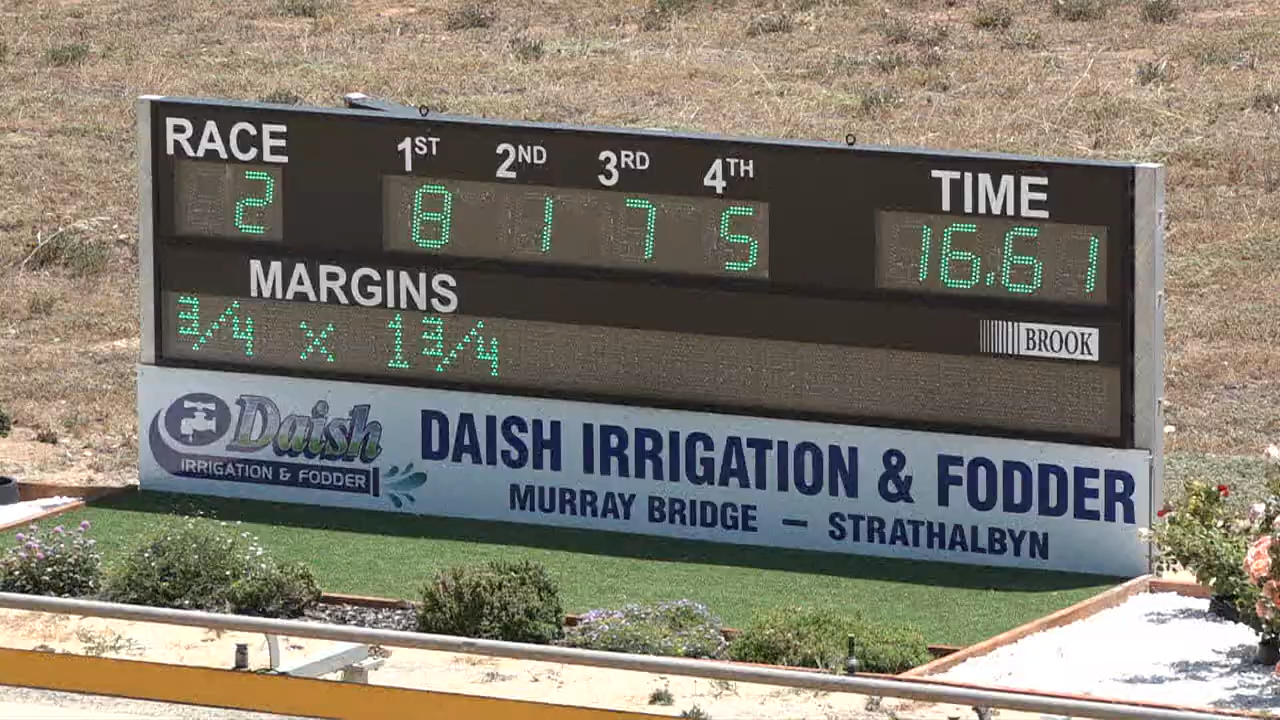 RACE 1ST 2ND 3RD 4TH TIME
2 8 1 7 5 16.61
MARGINS
3/4 x 1 3/4
BROOK
Daish
IRRIGATION & FODDER
DAISH IRRIGATION & FODDER
MURRAY BRIDGE – STRATHALBYN